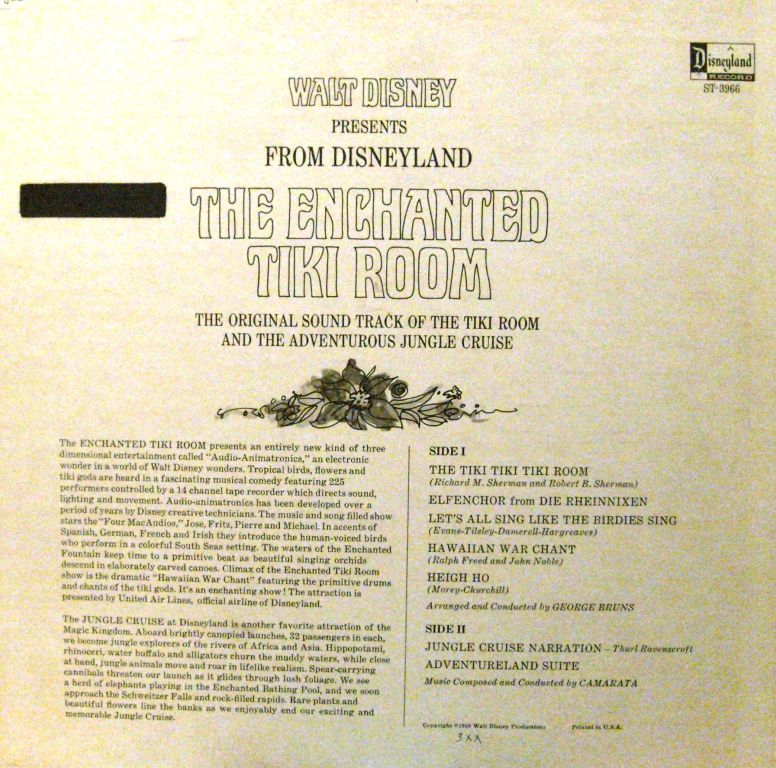 Disneyland
RECORD
ST-3966
WALT DISNEY
PRESENTS
FROM DISNEYLAND
THE ENCHANTED
TIKI ROOM
THE ORIGINAL SOUND TRACK OF THE TIKI ROOM
AND THE ADVENTUROUS JUNGLE CRUISE
The ENCHANTED TIKI ROOM presents an entirely new kind of three
dimensional entertainment called "Audio-Animatronics," an electronic
wonder in a world of Walt Disney wonders. Tropical birds, flowers and
tiki gods are heard in a fascinating musical comedy featuring 225
performers controlled by a 14 channel tape recorder which directs sound,
lighting and movement. Audio-animatronics has been developed over a
period of years by Disney creative technicians. The music and song filled show
stars the "Four MacAudios," Jose, Fritz, Pierre and Michael. In accents of
Spanish, German, French and Irish they introduce the human-voiced birds
who perform in a colorful South Seas setting. The waters of the Enchanted
Fountain keep time to a primitive beat as beautiful singing orchids
descend in elaborately carved canoes. Climax of the Enchanted Tiki Room
show is the dramatic "Hawaiian War Chant" featuring the primitive drums
and chants of the tiki gods. It's an enchanting show! The attraction is
presented by United Air Lines, official airline of Disneyland.
The JUNGLE CRUISE at Disneyland is another favorite attraction of the
Magic Kingdom. Aboard brightly canopied launches, 32 passengers in each,
we become jungle explorers of the rivers of Africa and Asia. Hippopotami,
rhinoceri, water buffalo and alligators churn the muddy waters, while close
at hand, jungle animals move and roar in lifelike realism. Spear-carrying
cannibals threaten our launch as it glides through lush foliage. We see
a herd of elephants playing in the Enchanted Bathing Pool, and we soon
approach the Schweitzer Falls and rock-filled rapids. Rare plants and
beautiful flowers line the banks as we enjoyably end our exciting and
memorable Jungle Cruise.
SIDE I
THE TIKI TIKI TIKI ROOM
(Richard M. Sherman and Robert B. Sherman)
ELFENCHOR from DIE RHEINNIXEN
LET'S ALL SING LIKE THE BIRDIES SING
(Evans-Tilsley-Damerell-Hargreaves)
HAWAIIAN WAR CHANT
(Ralph Freed and John Noble)
HEIGH HO
(Morey-Churchill)
Arranged and Conducted by GEORGE BRUNS
SIDE II
JUNGLE CRUISE NARRATION – Thurl Ravenscroft
ADVENTURELAND SUITE
Music Composed and Conducted by CAMARATA
Copyright ©1968 Walt Disney Productions Printed in U.S.A.
3XX